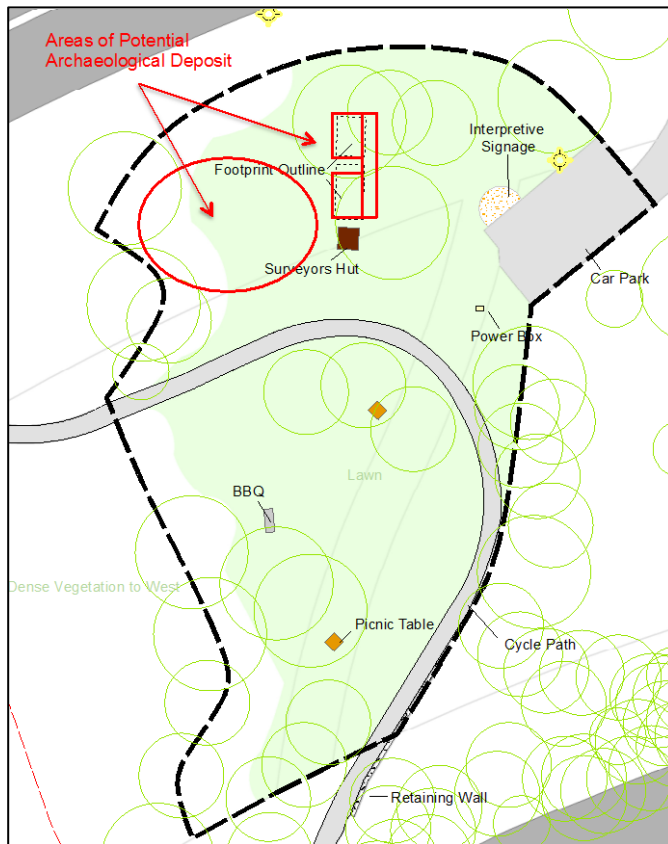 Areas of Potential
Archaeological Deposit
Interpretive
Signage
Footprint Outline
Surveyors Hut
Car Park
Power Box
Lawn
BBQ
Dense Vegetation to West
Picnic Table
Cycle Path
Retaining Wall